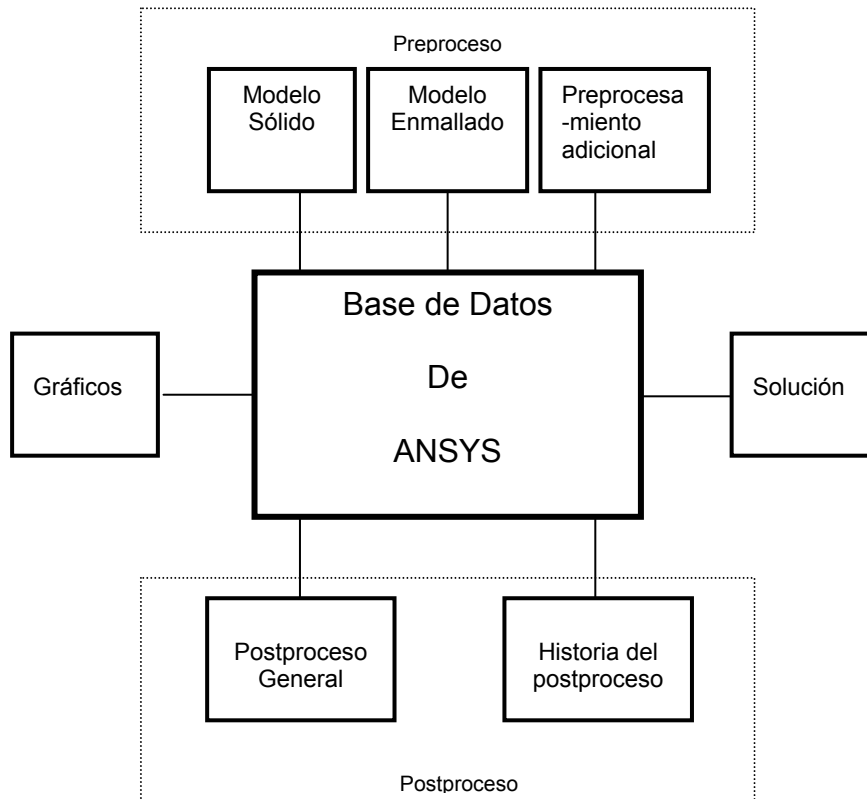 Preproceso
Modelo
Sólido
Modelo
Enmallado
Preprocesa
-miento
adicional
Base de Datos
De
ANSYS
Gráficos
Solución
Postproceso
General
Historia del
postproceso
Postproceso